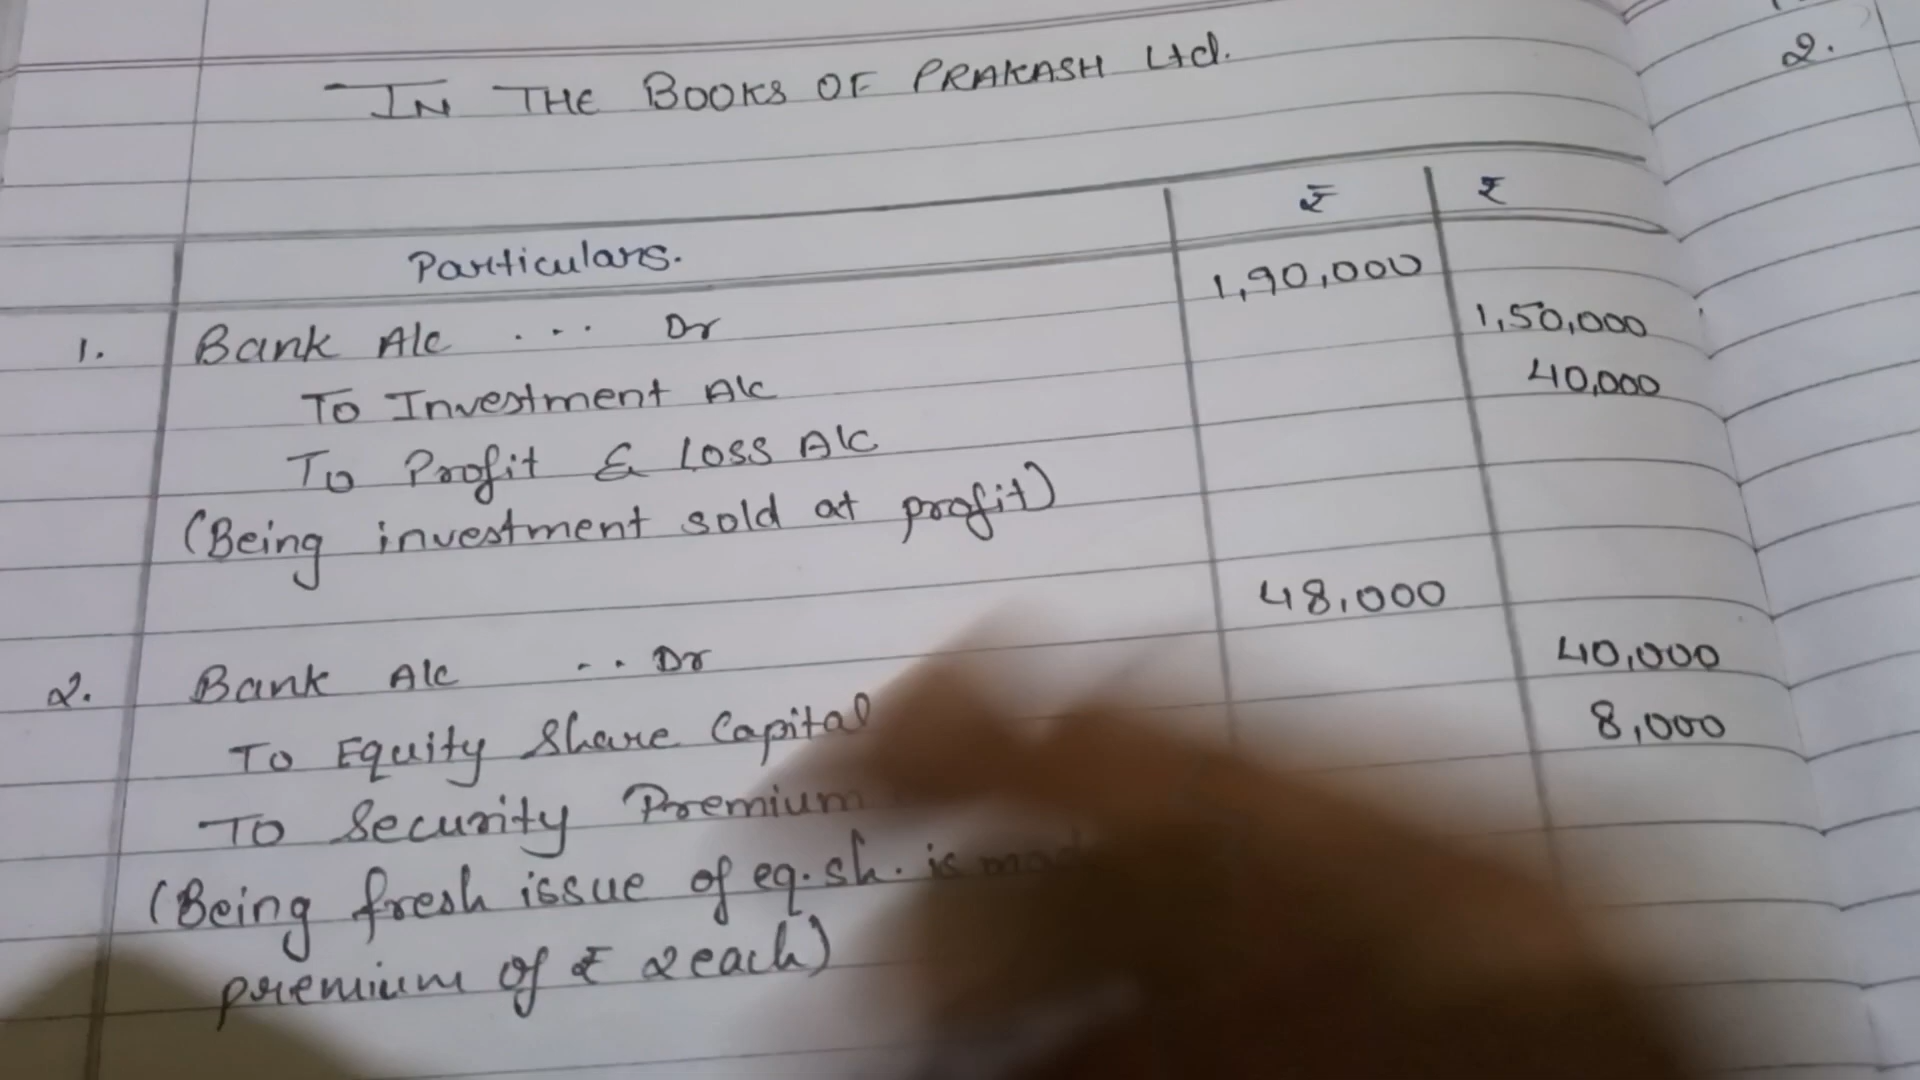 IN THE BOOKS OF PRAKASH Ltd.
2.
Particulars. ₹ ₹
1. Bank A/c ... Dr 1,90,000
To Investment A/c 1,50,000
To Profit & Loss A/c 40,000
(Being investment sold at profit)
2. Bank A/c .. Dr 48,000
To Equity Share Capital 40,000
To Security Premium 8,000
(Being fresh issue of eq. sh. is
premium of ₹ 2 each)